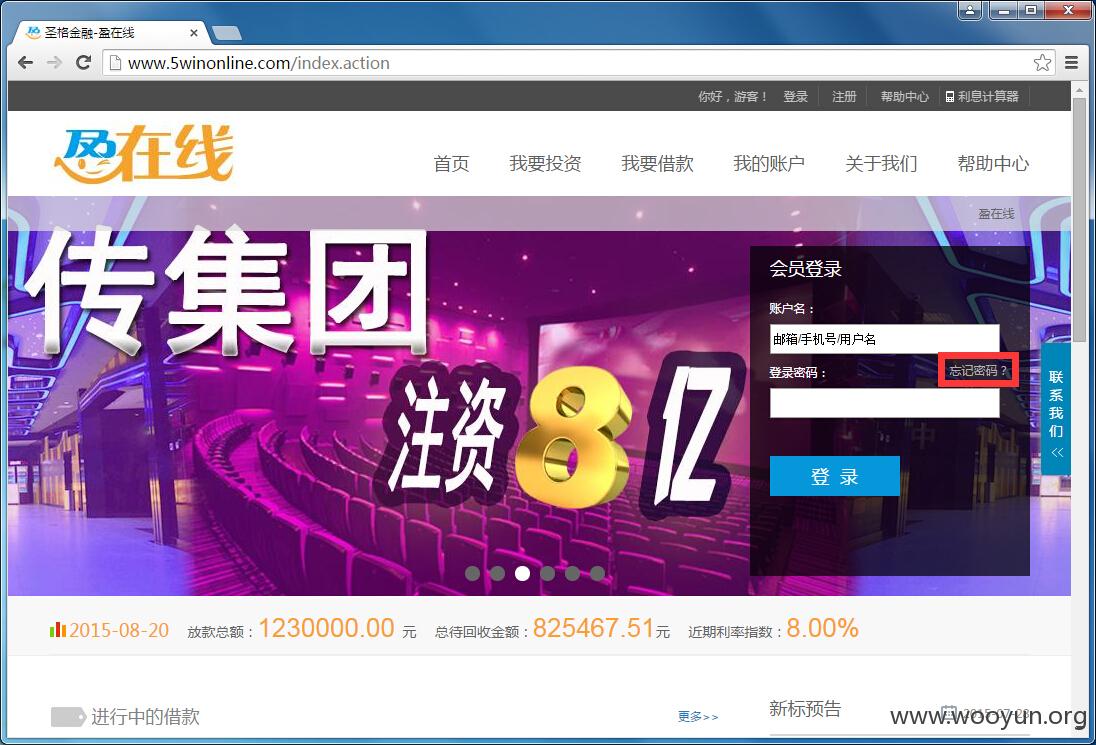 圣格金融-盈在线
www.5winonline.com/index.action
你好，游客！ 登录 注册 帮助中心 利息计算器
盈在线
首页 我要投资 我要借款 我的账户 关于我们 帮助中心
盈在线
传集团
注资8亿
会员登录
账户名：
邮箱/手机号/用户名
登录密码： 忘记密码？
登 录
联系我们
<<
2015-08-20 放款总额：1230000.00 元 总待回收金额：825467.51元 近期利率指数：8.00%
进行中的借款 更多>> 新标预告
www.wooyun.org